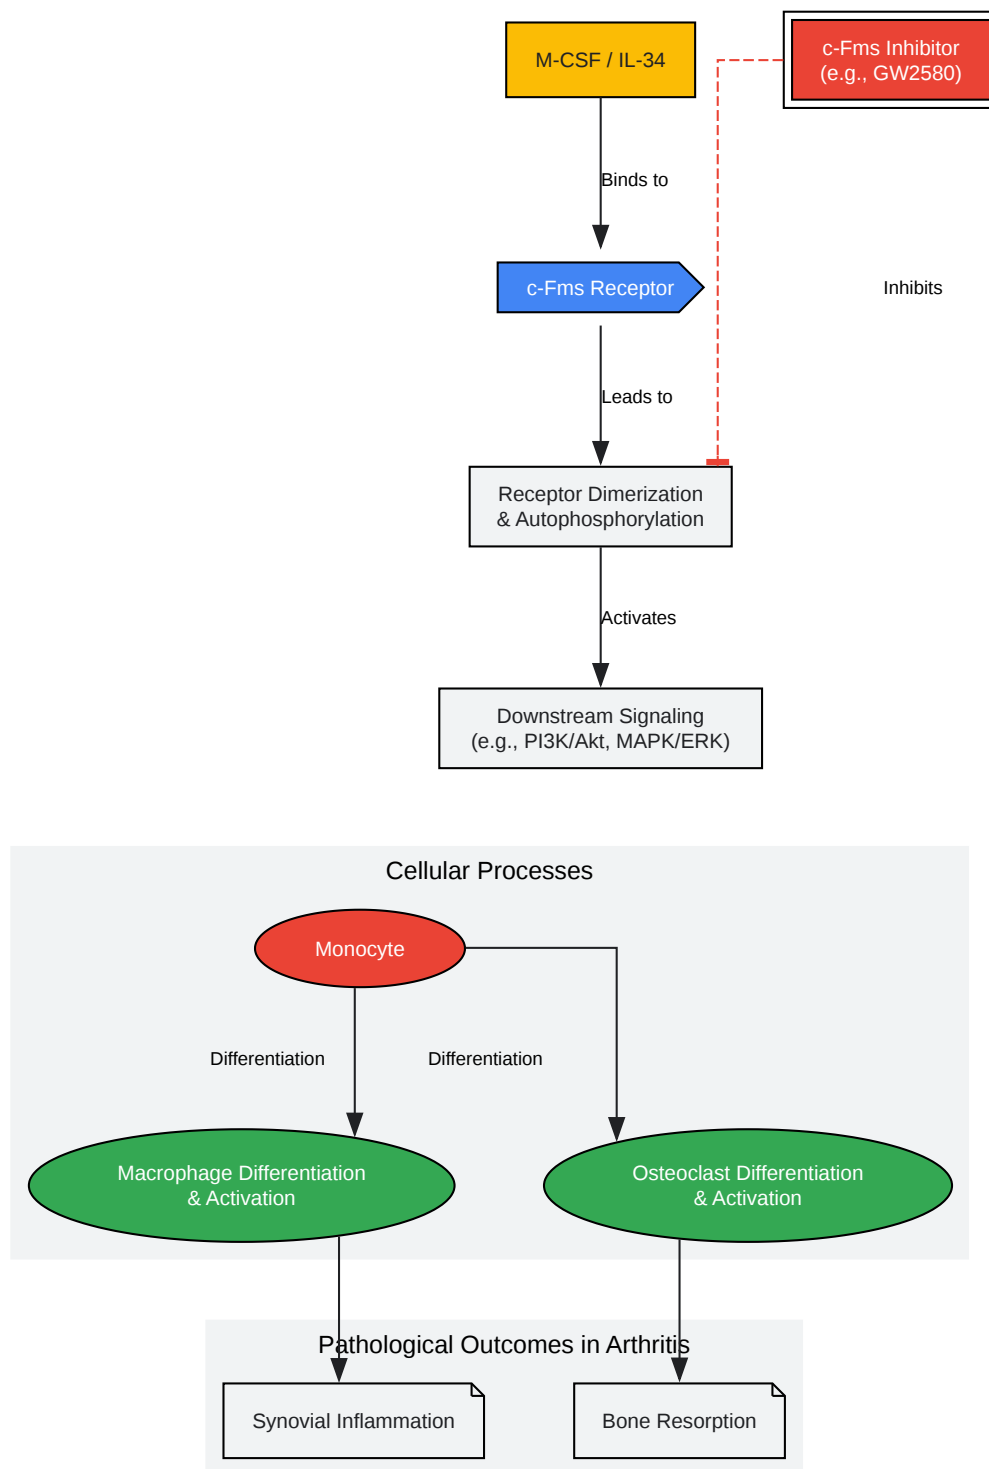 M-CSF / IL-34
c-Fms Inhibitor
(e.g., GW2580)
Binds to
c-Fms Receptor
Inhibits
Leads to
Receptor Dimerization
& Autophosphorylation
Activates
Downstream Signaling
(e.g., PI3K/Akt, MAPK/ERK)
Cellular Processes
Monocyte
Differentiation
Differentiation
Macrophage Differentiation
& Activation
Osteoclast Differentiation
& Activation
Pathological Outcomes in Arthritis
Synovial Inflammation
Bone Resorption